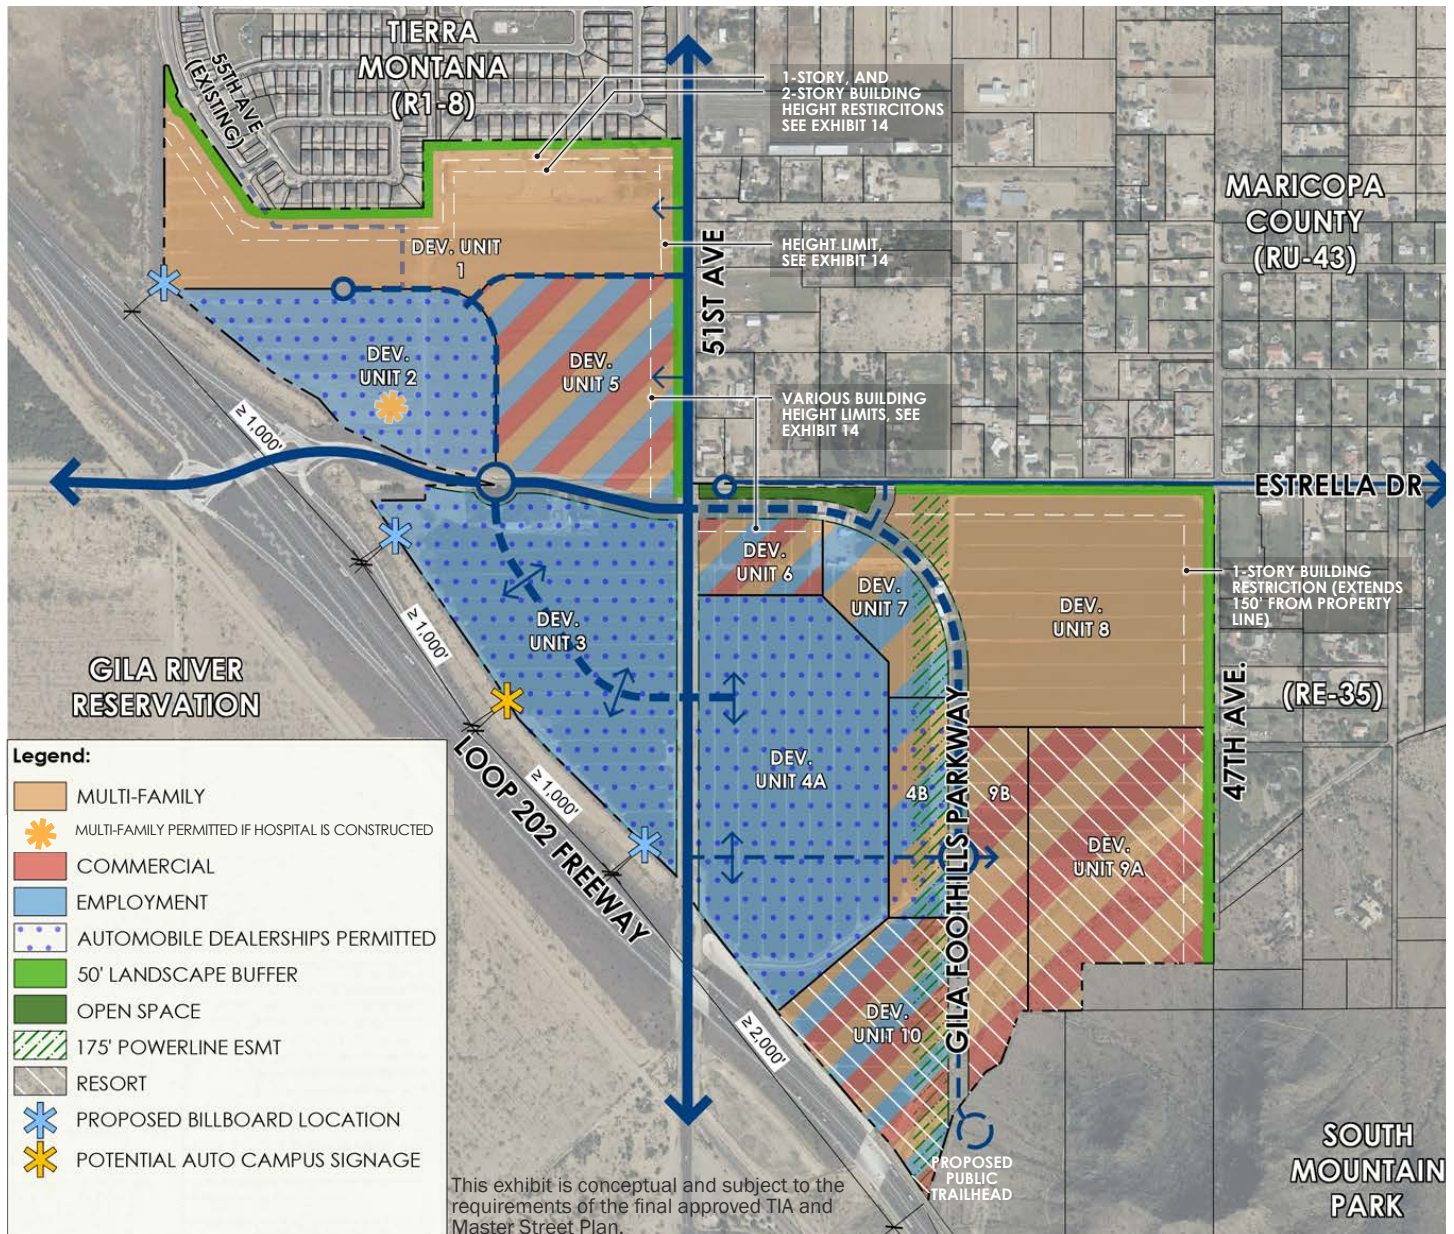 TIERRA
MONTANA
(R1-8)
55TH AVE
(EXISTING)
1-STORY, AND
2-STORY BUILDING
HEIGHT RESTIRCITONS
SEE EXHIBIT 14
MARICOPA
COUNTY
(RU-43)
DEV. UNIT
1
HEIGHT LIMIT,
SEE EXHIBIT 14
51ST AVE
DEV.
UNIT 2
DEV.
UNIT 5
VARIOUS BUILDING
HEIGHT LIMITS, SEE
EXHIBIT 14
≥ 1,000'
ESTRELLA DR
DEV.
UNIT 6
DEV.
UNIT 7
DEV.
UNIT 8
1-STORY BUILDING
RESTRICTION (EXTENDS
150' FROM PROPERTY
LINE)
≥ 1,000'
DEV.
UNIT 3
GILA RIVER
RESERVATION
(RE-35)
47TH AVE.
LOOP 202 FREEWAY
≥ 1,000'
DEV.
UNIT 4A
4B
GILA FOOTHILLS PARKWAY
9B
DEV.
UNIT 9A
DEV.
UNIT 10
≥ 2,000'
PROPOSED
PUBLIC
TRAILHEAD
SOUTH
MOUNTAIN
PARK
Legend:
MULTI-FAMILY
MULTI-FAMILY PERMITTED IF HOSPITAL IS CONSTRUCTED
COMMERCIAL
EMPLOYMENT
AUTOMOBILE DEALERSHIPS PERMITTED
50' LANDSCAPE BUFFER
OPEN SPACE
175' POWERLINE ESMT
RESORT
PROPOSED BILLBOARD LOCATION
POTENTIAL AUTO CAMPUS SIGNAGE
This exhibit is conceptual and subject to the
requirements of the final approved TIA and
Master Street Plan.